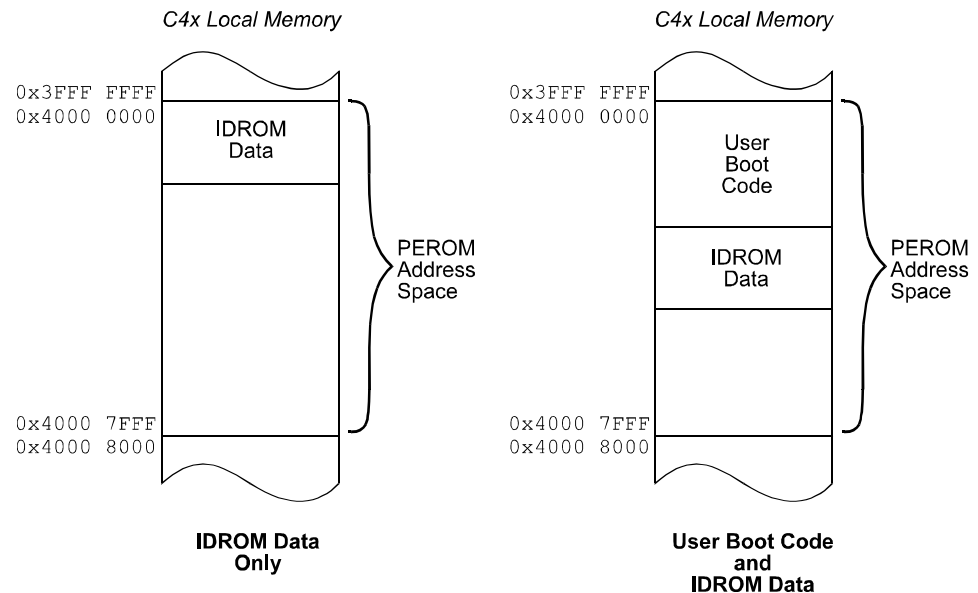 C4x Local Memory
0x3FFF FFFF
0x4000 0000
IDROM
Data
PEROM
Address
Space
0x4000 7FFF
0x4000 8000
IDROM Data
Only
C4x Local Memory
0x3FFF FFFF
0x4000 0000
User
Boot
Code
IDROM
Data
PEROM
Address
Space
0x4000 7FFF
0x4000 8000
User Boot Code
and
IDROM Data